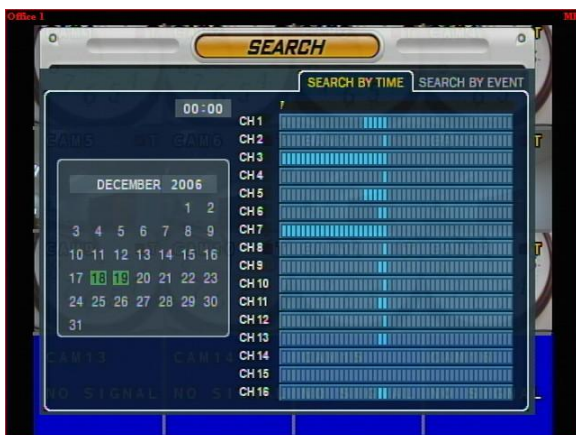 Office 1
SEARCH
SEARCH BY TIME SEARCH BY EVENT
00:00
CH 1
CH 2
CH 3
CH 4
CH 5
CH 6
CH 7
CH 8
CH 9
CH 10
CH 11
CH 12
CH 13
CH 14
CH 15
CH 16
DECEMBER 2006
1 2
3 4 5 6 7 8 9
10 11 12 13 14 15 16
17 18 19 20 21 22 23
24 25 26 27 28 29 30
31
CAM5 CAM6
CAM13 CAM14
NO SIGNAL NO SI